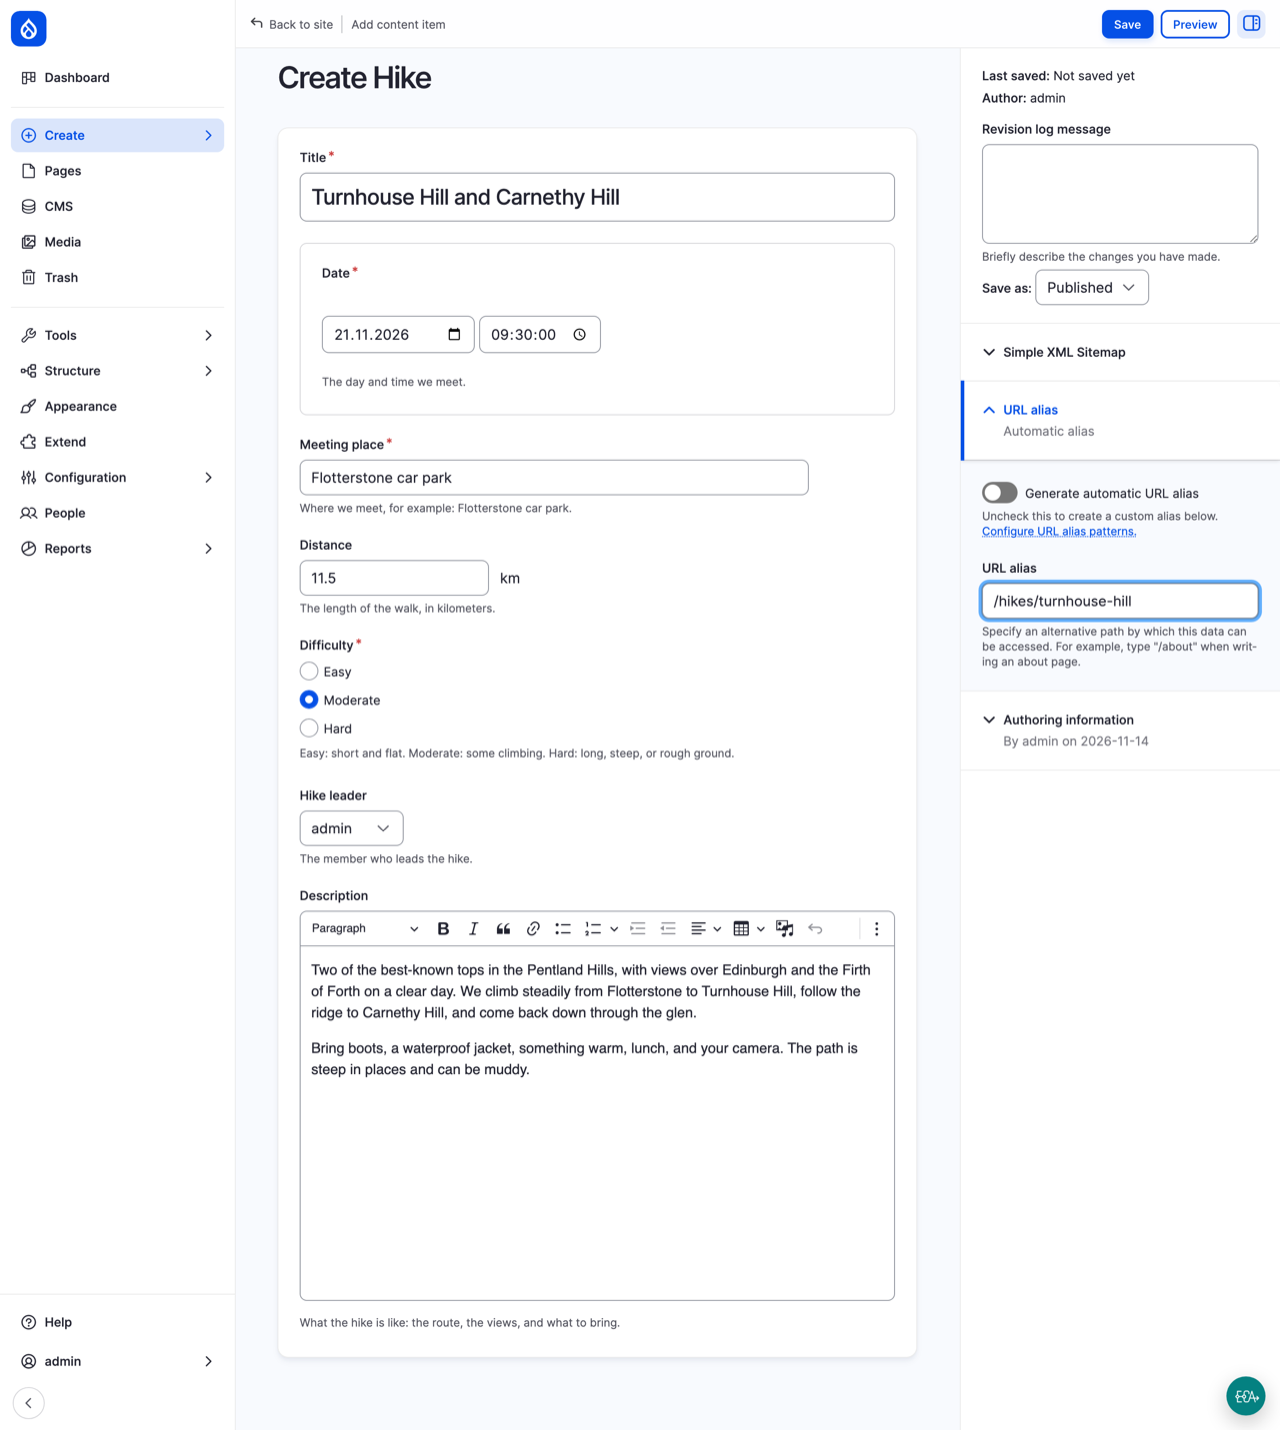 Back to site
Add content item
Save
Preview
Dashboard
Create
Pages
CMS
Media
Trash
Tools
Structure
Appearance
Extend
Configuration
People
Reports
Help
admin
Create Hike
Title *
Turnhouse Hill and Carnethy Hill
Date *
21.11.2026
09:30:00
The day and time we meet.
Meeting place *
Flotterstone car park
Where we meet, for example: Flotterstone car park.
Distance
11.5
km
The length of the walk, in kilometers.
Difficulty *
Easy
Moderate
Hard
Easy: short and flat. Moderate: some climbing. Hard: long, steep, or rough ground.
Hike leader
admin
The member who leads the hike.
Description
Paragraph
Two of the best-known tops in the Pentland Hills, with views over Edinburgh and the Firth
of Forth on a clear day. We climb steadily from Flotterstone to Turnhouse Hill, follow the
ridge to Carnethy Hill, and come back down through the glen.
Bring boots, a waterproof jacket, something warm, lunch, and your camera. The path is
steep in places and can be muddy.
What the hike is like: the route, the views, and what to bring.
Last saved: Not saved yet
Author: admin
Revision log message
Briefly describe the changes you have made.
Save as:
Published
Simple XML Sitemap
URL alias
Automatic alias
Generate automatic URL alias
Uncheck this to create a custom alias below.
Configure URL alias patterns.
URL alias
/hikes/turnhouse-hill
Specify an alternative path by which this data can
be accessed. For example, type "/about" when writ-
ing an about page.
Authoring information
By admin on 2026-11-14
ECA